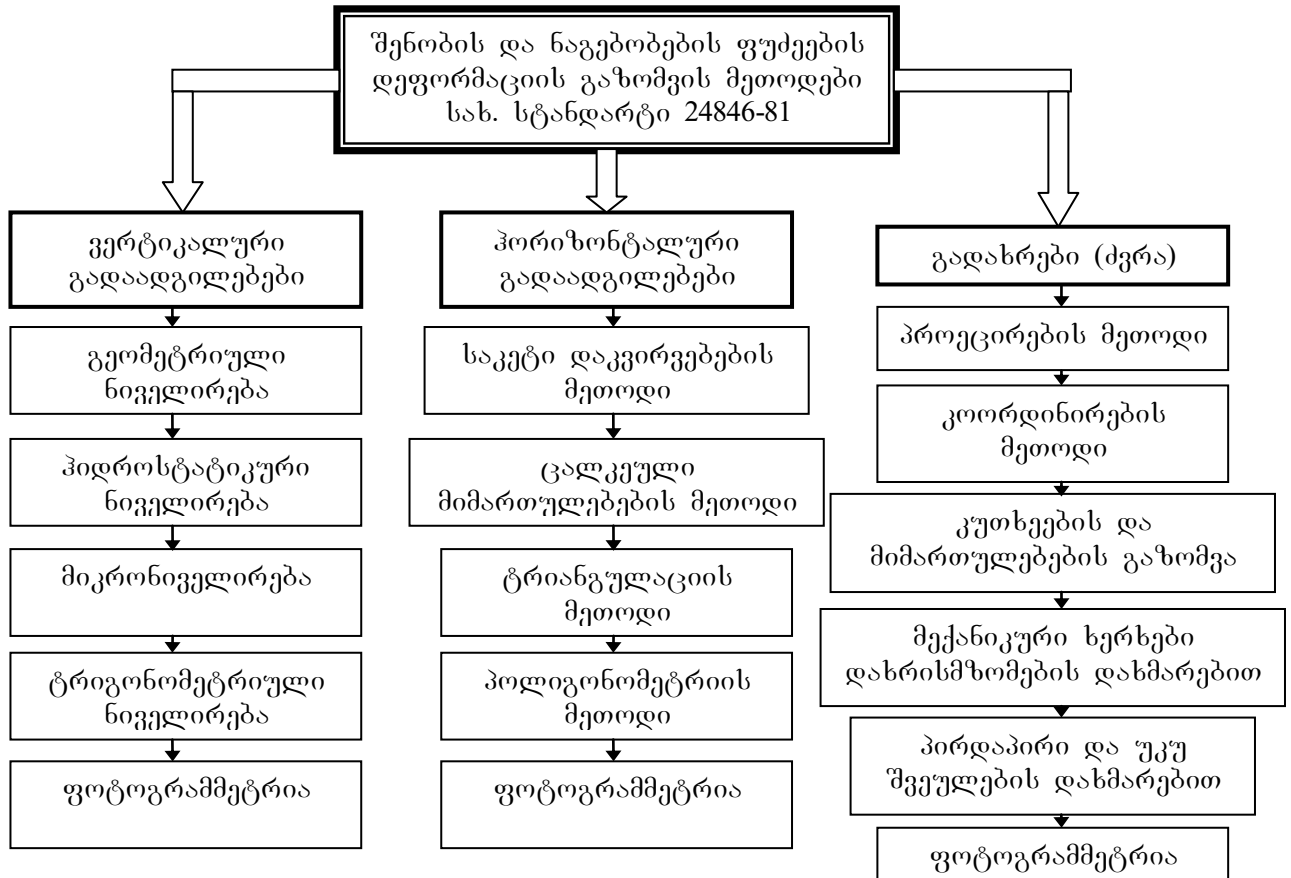 შენობის და ნაგებობების ფუძეების
დეფორმაციის გაზომვის მეთოდები
სახ. სტანდარტი 24846-81
ვერტიკალური
გადაადგილებები
გეომეტრიული
ნიველირება
ჰიდროსტატიკური
ნიველირება
მიკრონიველირება
ტრიგონომეტრიული
ნიველირება
ფოტოგრამმეტრია
ჰორიზონტალური
გადაადგილებები
საკეტი დაკვირვებების
მეთოდი
ცალკეული
მიმართულებების მეთოდი
ტრიანგულაციის
მეთოდი
პოლიგონომეტრიის
მეთოდი
ფოტოგრამმეტრია
გადახრები (ძვრა)
პროეცირების მეთოდი
კოორდინირების
მეთოდი
კუთხეების და
მიმართულებების გაზომვა
მექანიკური ხერხები
დახრისმზომების დახმარებით
პირდაპირი და უკუ
შვეულების დახმარებით
ფოტოგრამმეტრია